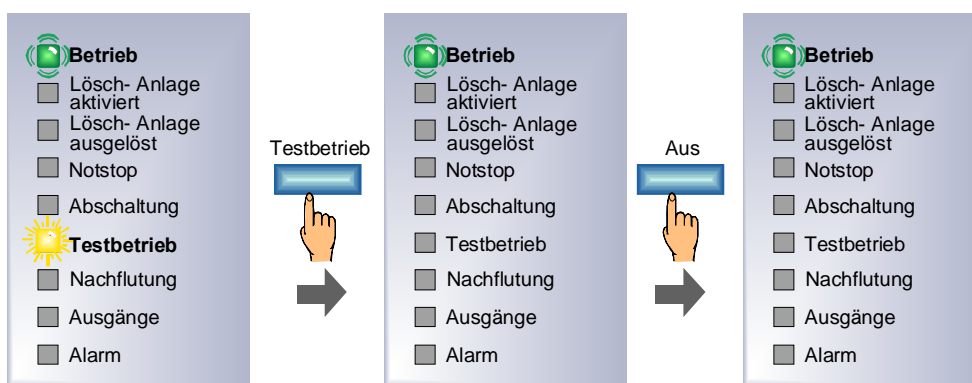 Betrieb
Lösch- Anlage
aktiviert
Lösch- Anlage
ausgelöst
Notstop
Abschaltung
Testbetrieb
Nachflutung
Ausgänge
Alarm
Testbetrieb
Betrieb
Lösch- Anlage
aktiviert
Lösch- Anlage
ausgelöst
Notstop
Abschaltung
Testbetrieb
Nachflutung
Ausgänge
Alarm
Aus
Betrieb
Lösch- Anlage
aktiviert
Lösch- Anlage
ausgelöst
Notstop
Abschaltung
Testbetrieb
Nachflutung
Ausgänge
Alarm